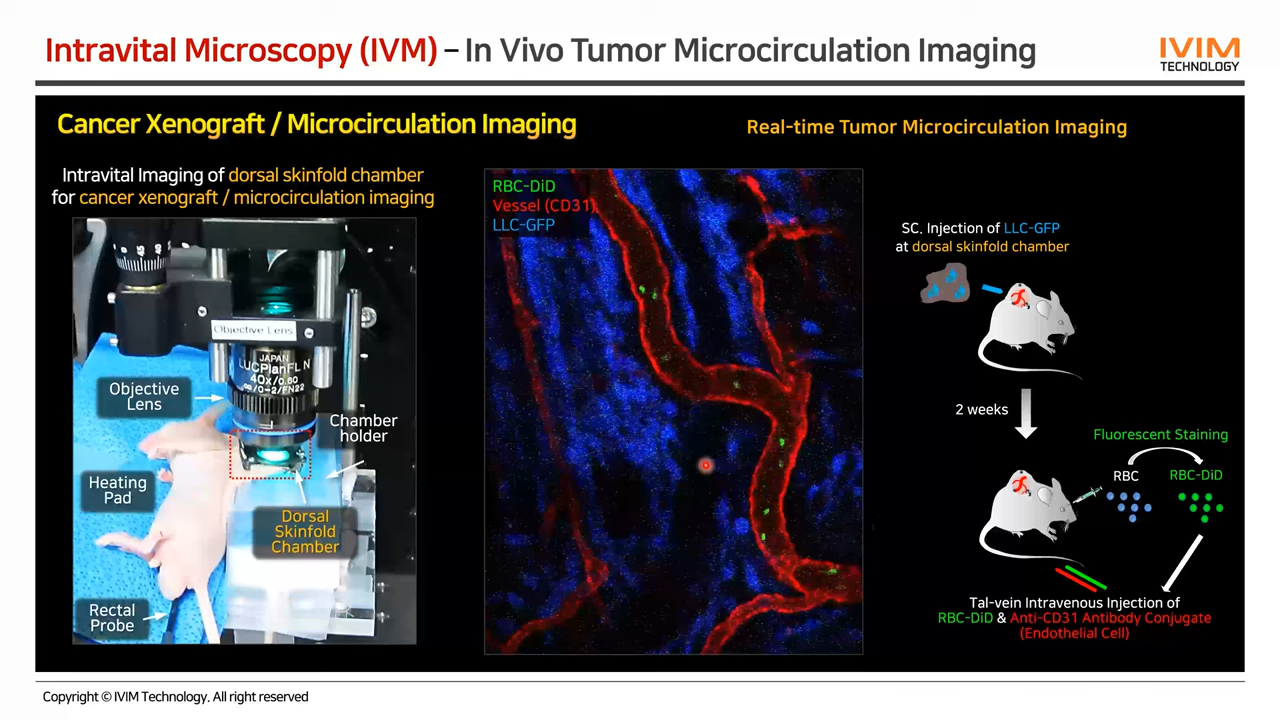 Intravital Microscopy (IVM) – In Vivo Tumor Microcirculation Imaging
IVIM
TECHNOLOGY
Cancer Xenograft / Microcirculation Imaging
Real-time Tumor Microcirculation Imaging
Intravital Imaging of dorsal skinfold chamber
for cancer xenograft / microcirculation imaging
Objective Lens
JAPAN
LUCPlanFL N
40x/0.60
∞/0-2/FN22
Objective
Lens
Chamber
holder
Heating
Pad
Dorsal
Skinfold
Chamber
Rectal
Probe
RBC-DiD
Vessel (CD31)
LLC-GFP
SC. Injection of LLC-GFP
at dorsal skinfold chamber
2 weeks
Fluorescent Staining
RBC
RBC-DiD
Tal-vein Intravenous Injection of
RBC-DiD & Anti-CD31 Antibody Conjugate
(Endothelial Cell)
Copyright © IVIM Technology. All right reserved